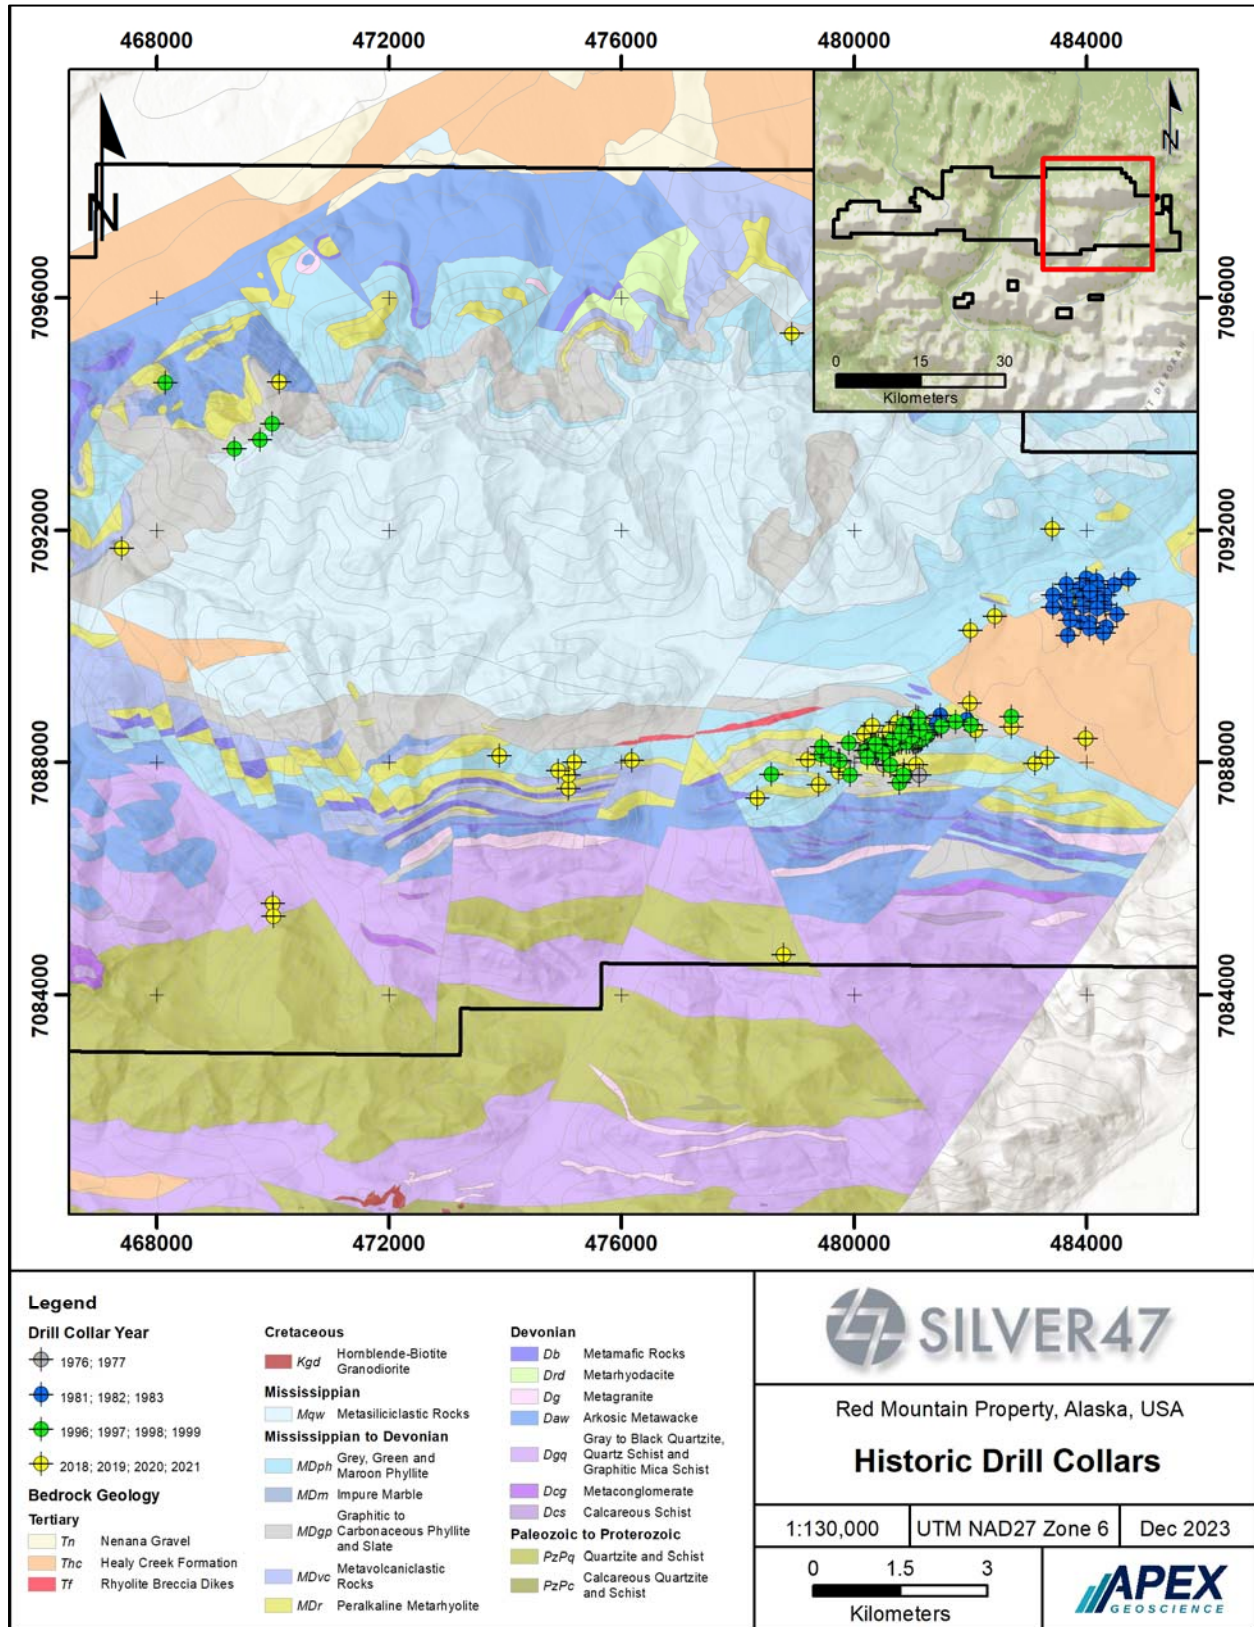 468000 472000 476000 480000 484000
N
N
0 15 30
Kilometers
7096000 7096000
7092000 7092000
7088000 7088000
7084000 7084000
468000 472000 476000 480000 484000
Legend
Drill Collar Year
1976; 1977
1981; 1982; 1983
1996; 1997; 1998; 1999
2018; 2019; 2020; 2021
Bedrock Geology
Tertiary
Tn Nenana Gravel
Thc Healy Creek Formation
Tf Rhyolite Breccia Dikes
Cretaceous
Kgd Hornblende-Biotite
Granodiorite
Mississippian
Mqw Metasiliciclastic Rocks
Mississippian to Devonian
MDph Grey, Green and
Maroon Phyllite
MDm Impure Marble
MDgp Graphitic to
Carbonaceous Phyllite
and Slate
MDvc Metavolcaniclastic
Rocks
MDr Peralkaline Metarhyolite
Devonian
Db Metamafic Rocks
Drd Metarhyodacite
Dg Metagranite
Daw Arkosic Metawacke
Dgq Gray to Black Quartzite,
Quartz Schist and
Graphitic Mica Schist
Dcg Metaconglomerate
Dcs Calcareous Schist
Paleozoic to Proterozoic
PzPq Quartzite and Schist
PzPc Calcareous Quartzite
and Schist
SILVER47
Red Mountain Property, Alaska, USA
Historic Drill Collars
1:130,000 UTM NAD27 Zone 6 Dec 2023
0 1.5 3
Kilometers
APEX
GEOSCIENCE